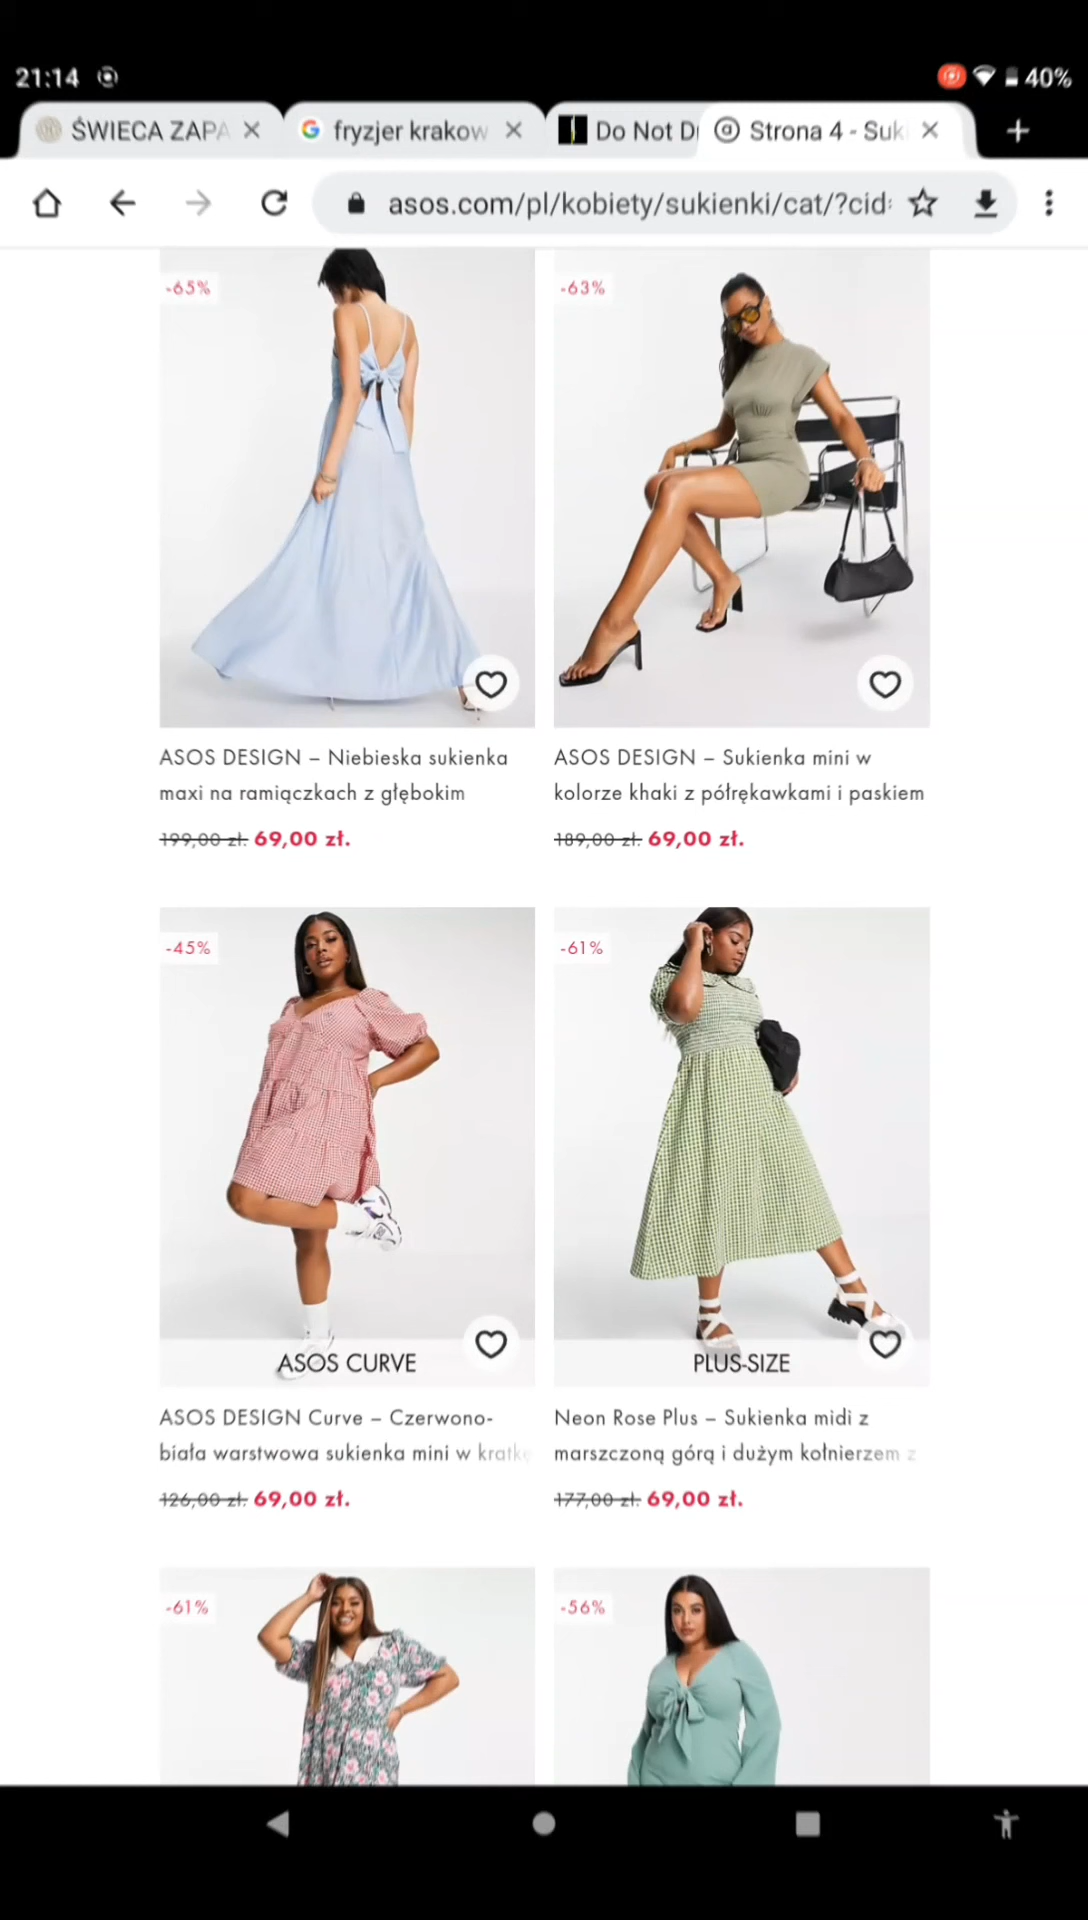 21:14 40%
ŚWIECA ZAPA fryzjer krakow Do Not D Strona 4 - Suk
asos.com/pl/kobiety/sukienki/cat/?cid
-65% -63%
ASOS DESIGN – Niebieska sukienka
maxi na ramiączkach z głębokim
199,00 zł. 69,00 zł.
ASOS DESIGN – Sukienka mini w
kolorze khaki z półrękawkami i paskiem
189,00 zł. 69,00 zł.
-45% -61%
ASOS CURVE PLUS-SIZE
ASOS DESIGN Curve – Czerwono-
biała warstwowa sukienka mini w kratkę
126,00 zł. 69,00 zł.
Neon Rose Plus – Sukienka midi z
marszczoną górą i dużym kołnierzem z
177,00 zł. 69,00 zł.
-61% -56%